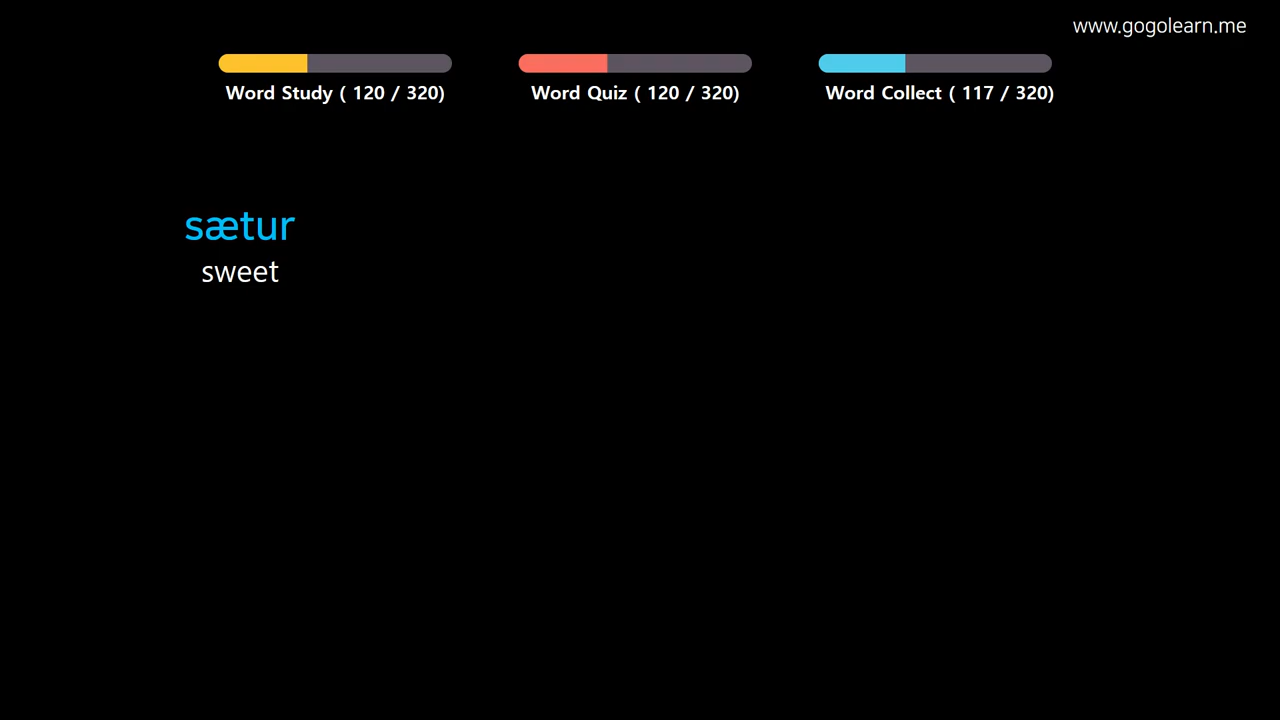 www.gogolearn.me
Word Study ( 120 / 320)
Word Quiz ( 120 / 320)
Word Collect ( 117 / 320)
sætur
sweet